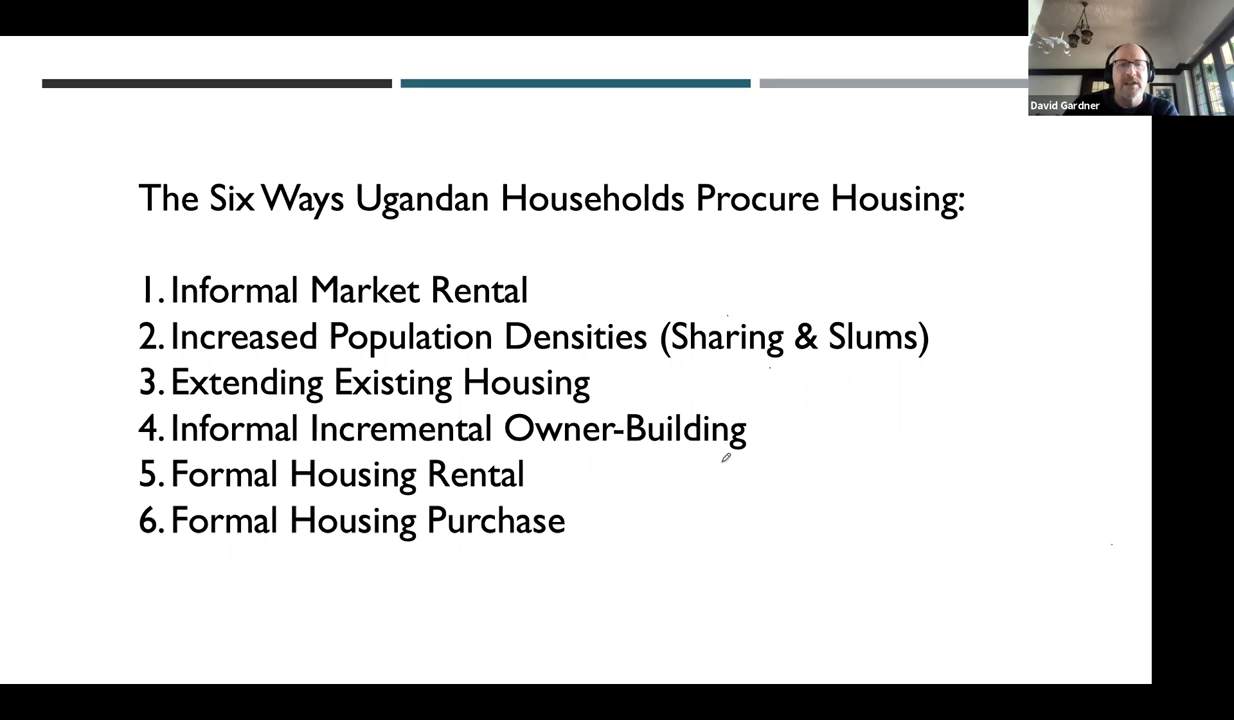 David Gardner
The Six Ways Ugandan Households Procure Housing:
1. Informal Market Rental
2. Increased Population Densities (Sharing & Slums)
3. Extending Existing Housing
4. Informal Incremental Owner-Building
5. Formal Housing Rental
6. Formal Housing Purchase